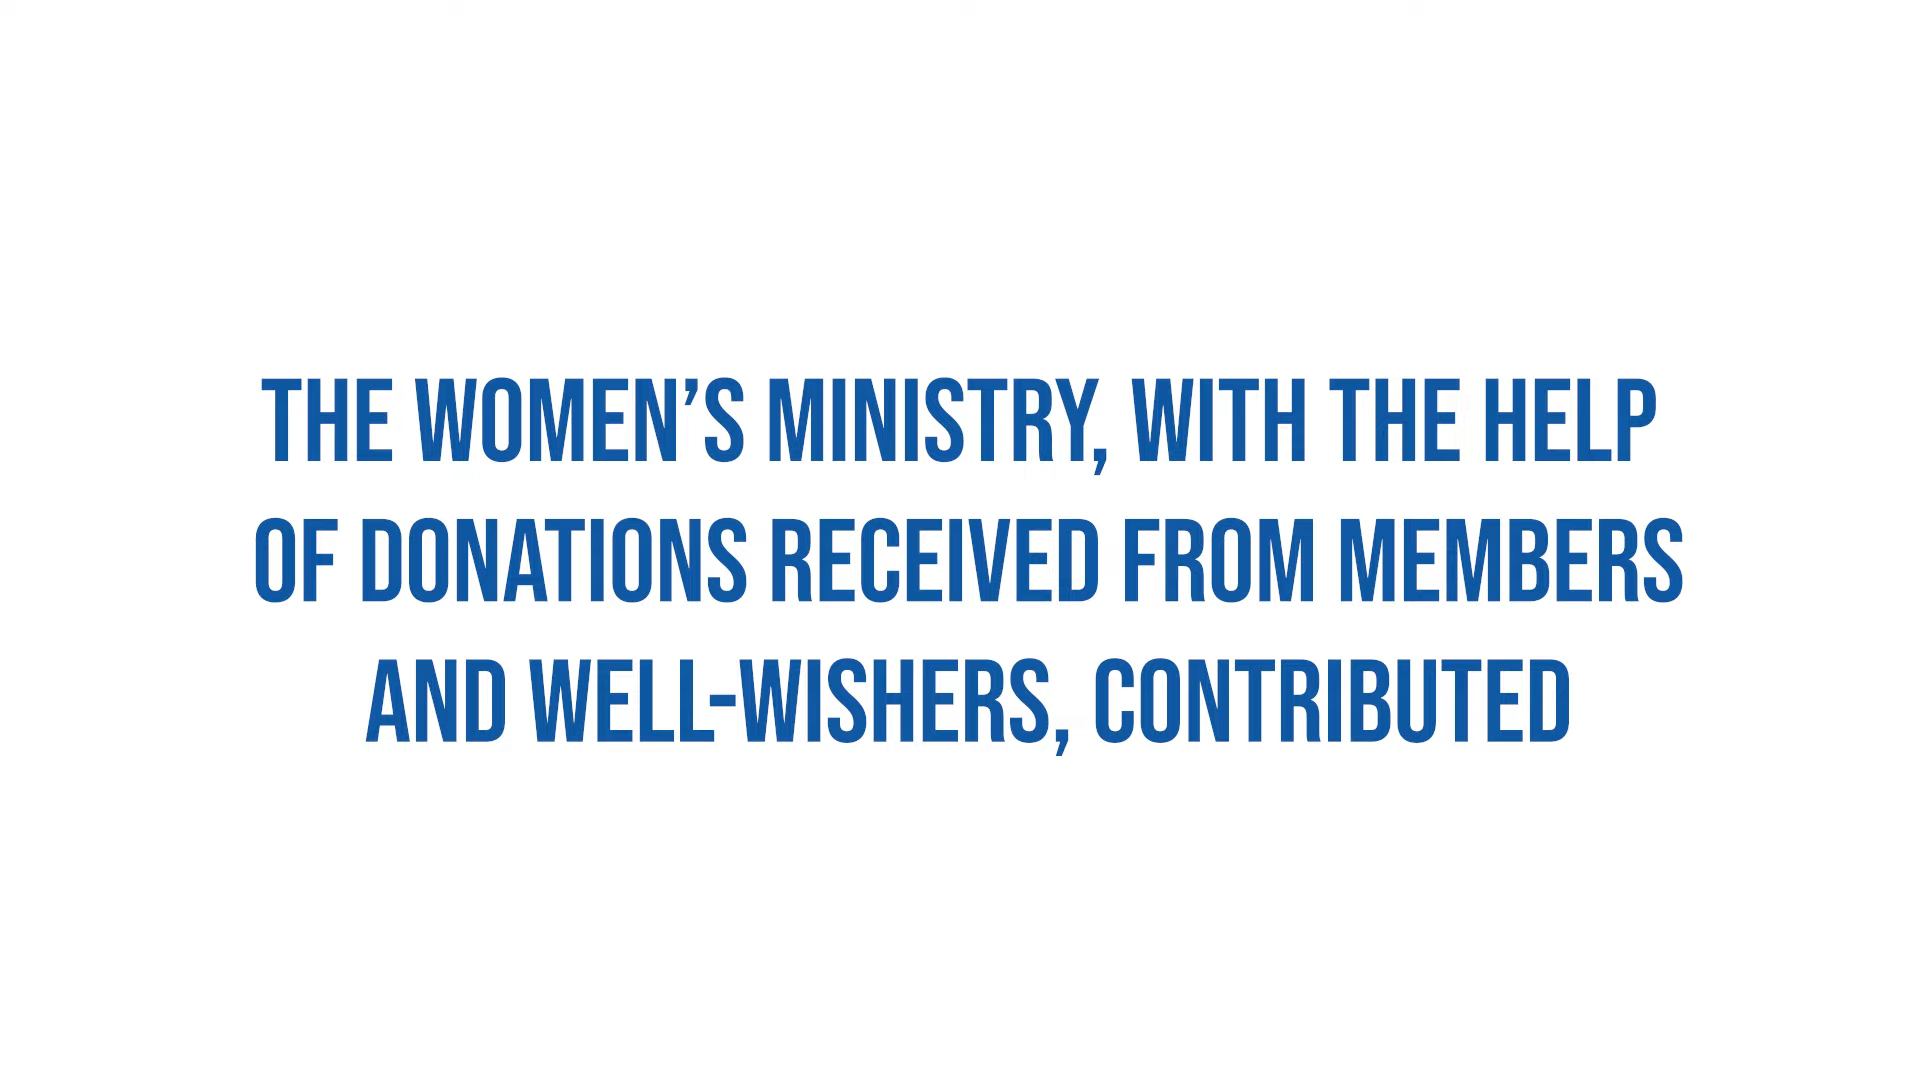 THE WOMEN’S MINISTRY, WITH THE HELP
OF DONATIONS RECEIVED FROM MEMBERS
AND WELL-WISHERS, CONTRIBUTED